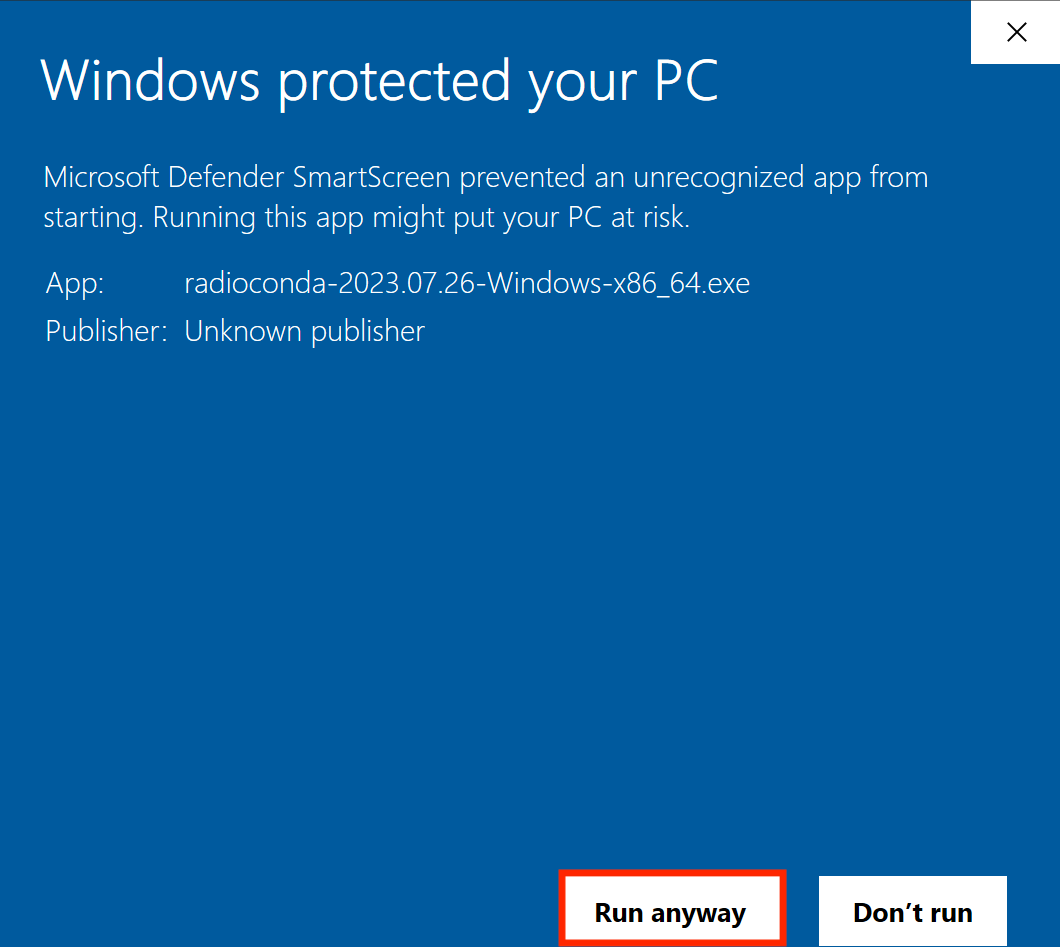 Windows protected your PC
Microsoft Defender SmartScreen prevented an unrecognized app from
starting. Running this app might put your PC at risk.
App: radioconda-2023.07.26-Windows-x86_64.exe
Publisher: Unknown publisher
Run anyway Don’t run